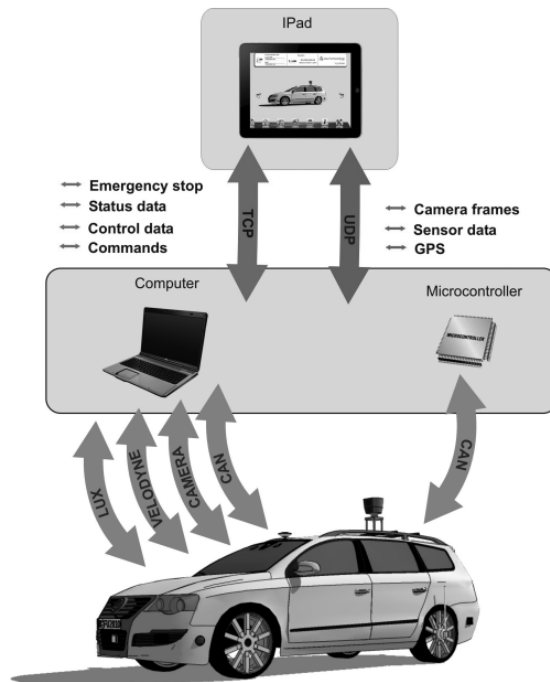 IPad
Emergency stop
Status data
Control data
Commands
TCP
UDP
Camera frames
Sensor data
GPS
Computer
Microcontroller
MICROCONTROLLER
LUX
VELODYNE
CAMERA
CAN
CAN